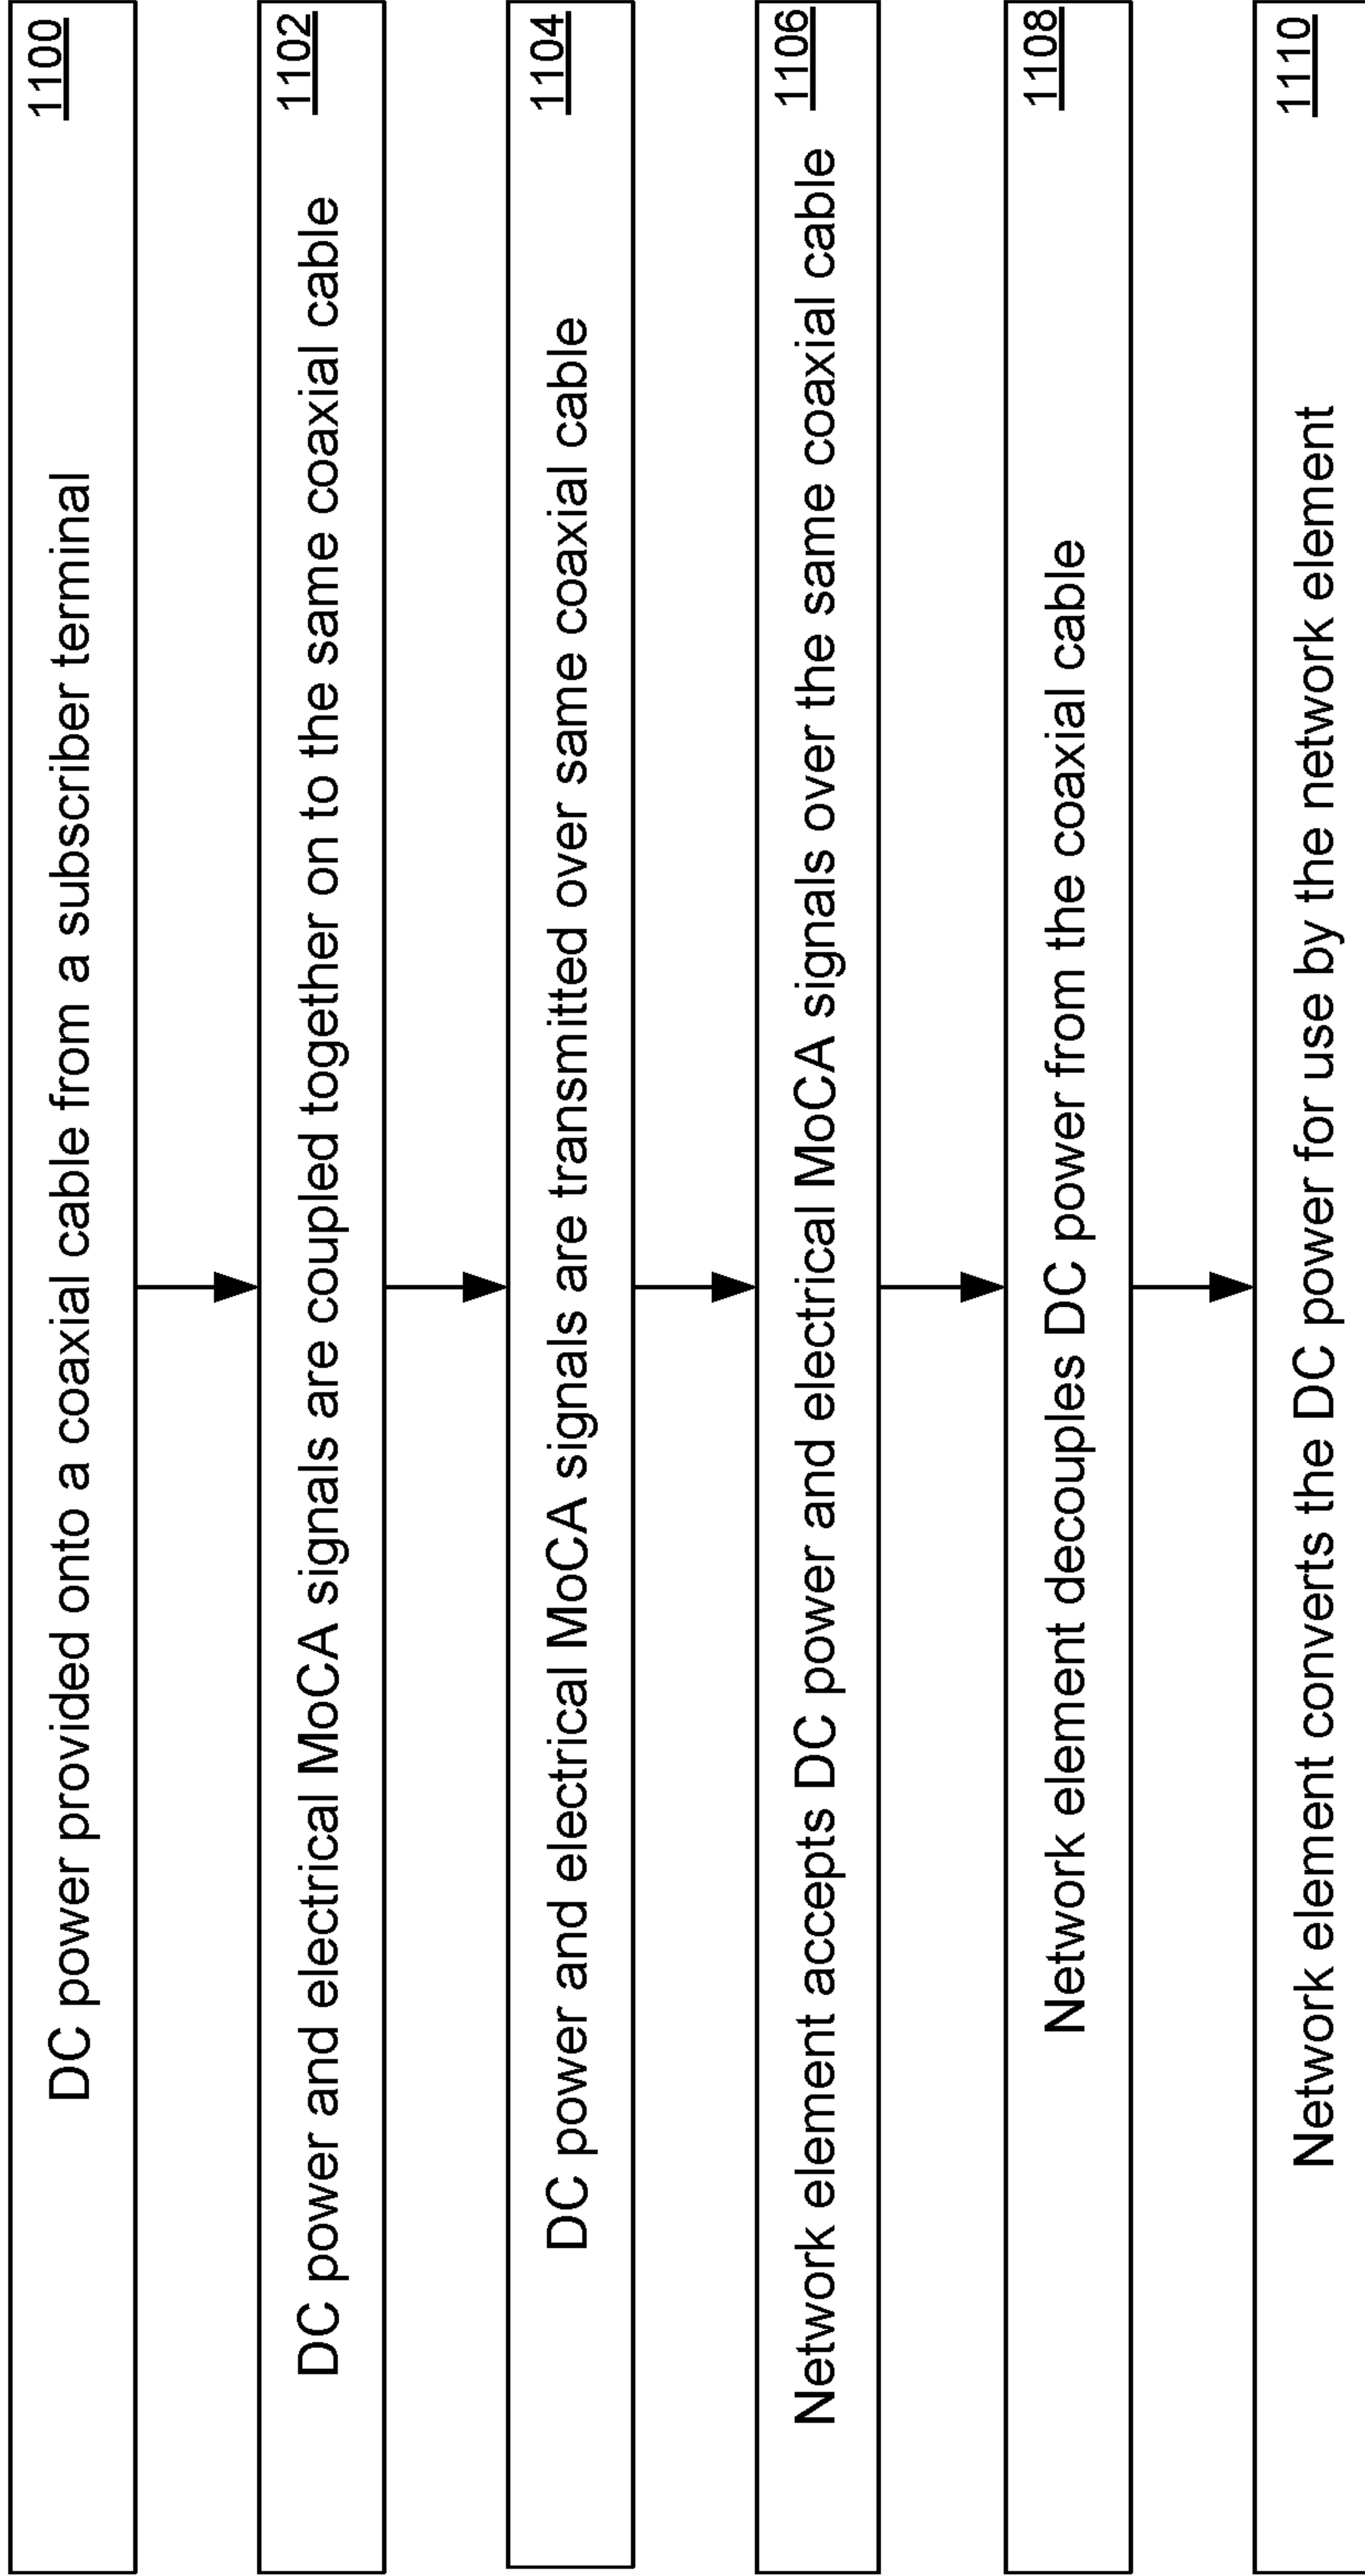 1100
DC power provided onto a coaxial cable from a subscriber terminal
1102
DC power and electrical MoCA signals are coupled together on to the same coaxial cable
1104
DC power and electrical MoCA signals are transmitted over same coaxial cable
1106
Network element accepts DC power and electrical MoCA signals over the same coaxial cable
1108
Network element decouples DC power from the coaxial cable
1110
Network element converts the DC power for use by the network element